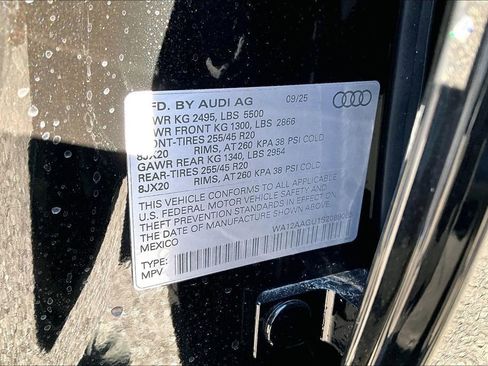 MFD. BY AUDI AG 09/25
GVWR KG 2495, LBS 5500
GAWR FRONT KG 1300, LBS 2866
FRONT-TIRES 255/45 R20
8JX20 RIMS, AT 260 KPA 38 PSI COLD
GAWR REAR KG 1340, LBS 2954
REAR-TIRES 255/45 R20
8JX20 RIMS, AT 260 KPA 38 PSI COLD
THIS VEHICLE CONFORMS TO ALL APPLICABLE
U.S. FEDERAL MOTOR VEHICLE SAFETY AND
THEFT PREVENTION STANDARDS IN EFFECT ON
THE DATE OF MANUFACTURE SHOWN ABOVE.
MEXICO
TYPE:
MPV